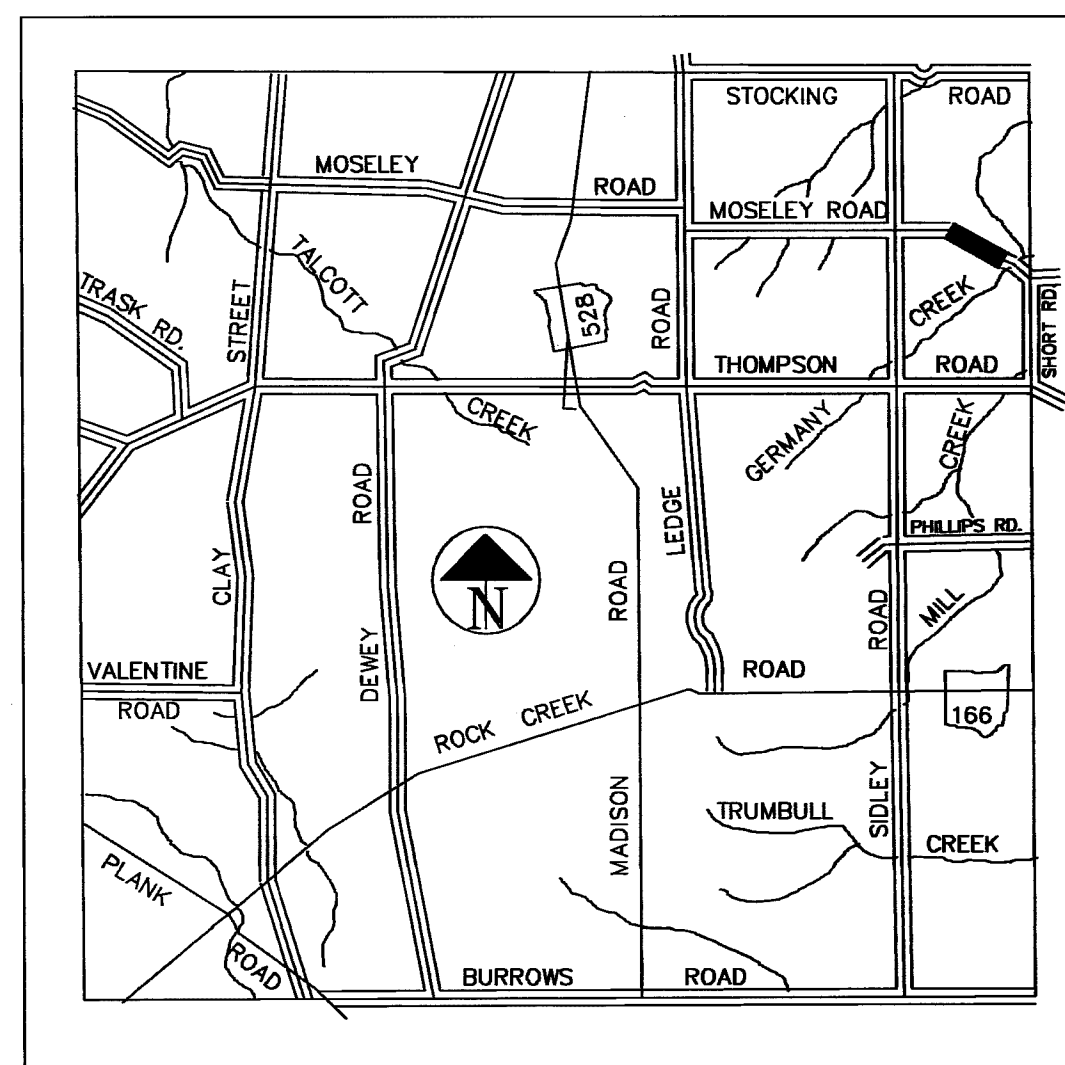 STOCKING ROAD
MOSELEY ROAD
MOSELEY ROAD
TALCOTT
TRASK RD.
STREET
528
ROAD
CREEK
SHORT RD.
THOMPSON ROAD
CREEK
GERMANY
CREEK
ROAD
LEDGE
PHILLIPS RD.
CLAY
N
ROAD
ROAD
MILL
DEWEY
VALENTINE
ROAD
ROAD
ROCK CREEK
166
MADISON
SIDLEY
TRUMBULL
CREEK
PLANK
ROAD
BURROWS ROAD